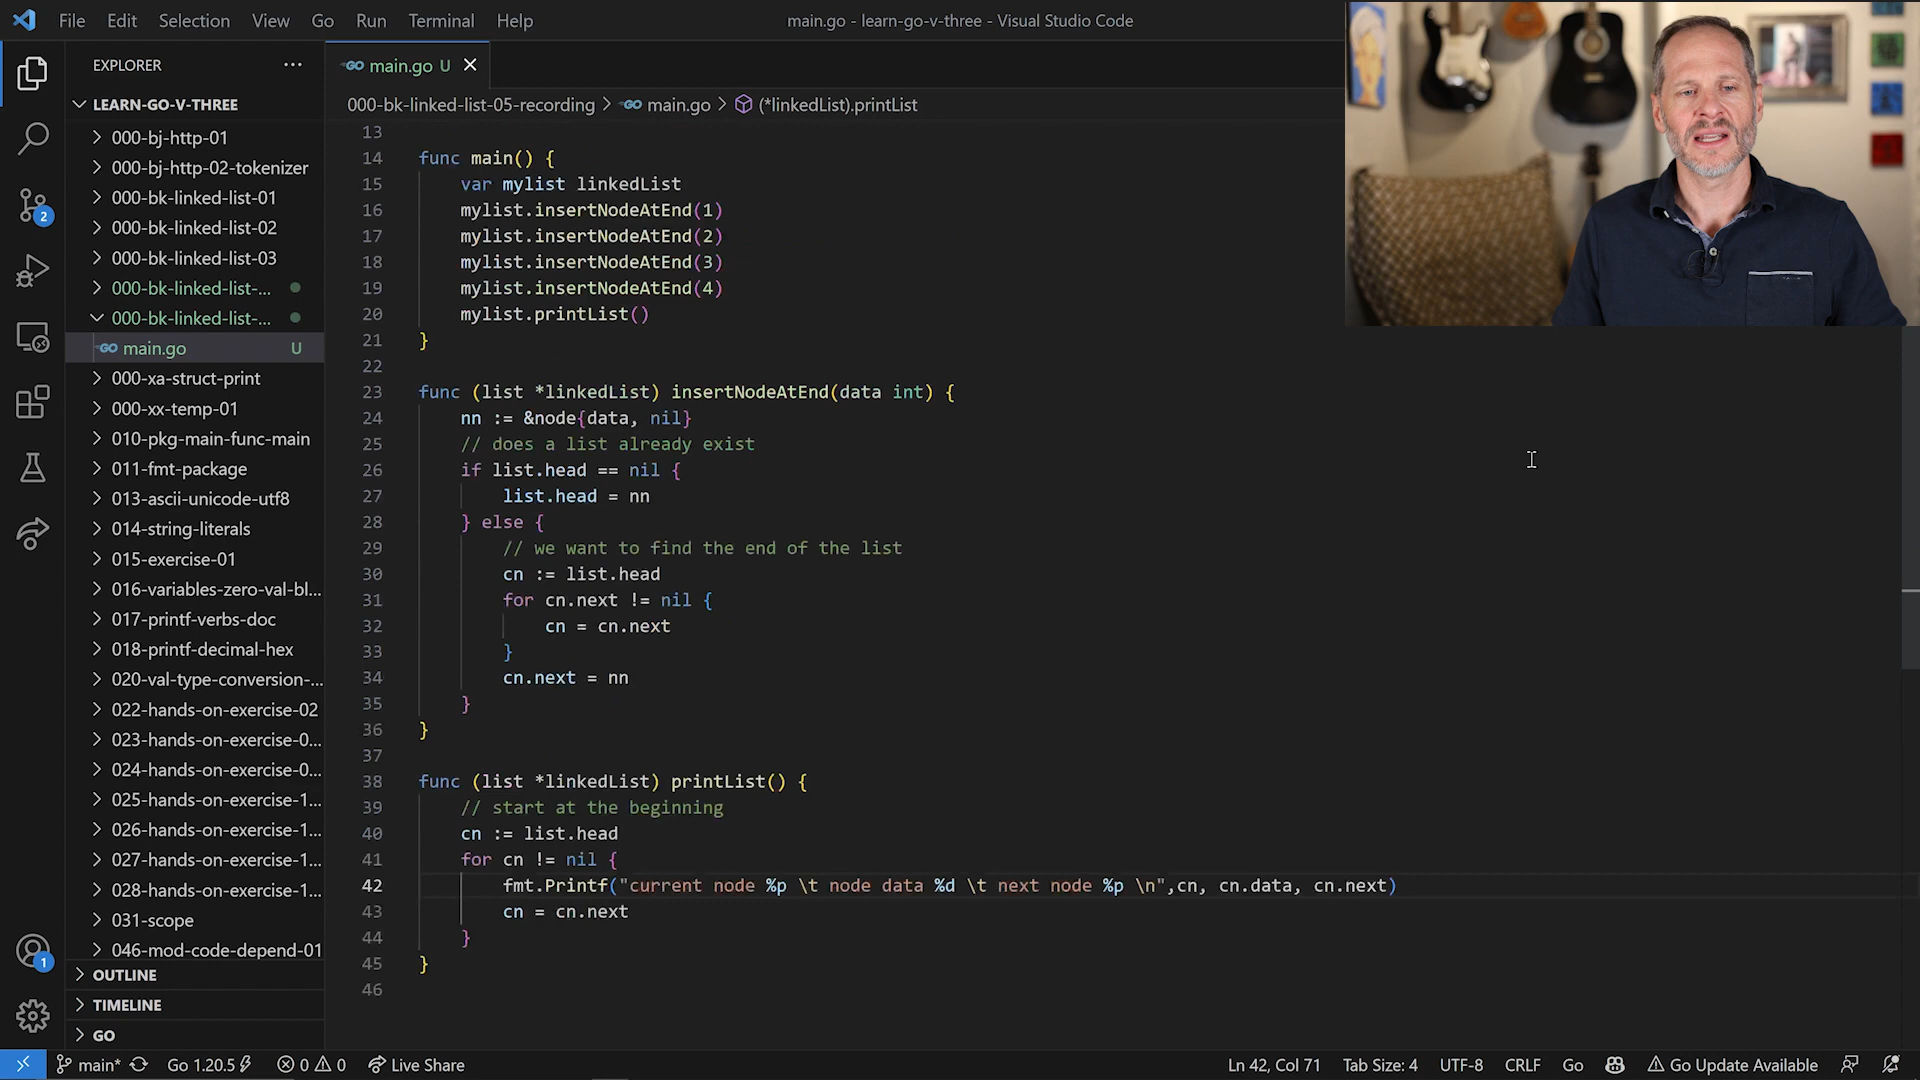 File Edit Selection View Go Run Terminal Help
main.go - learn-go-v-three - Visual Studio Code
EXPLORER
LEARN-GO-V-THREE
000-bj-http-01
000-bj-http-02-tokenizer
000-bk-linked-list-01
000-bk-linked-list-02
000-bk-linked-list-03
000-bk-linked-list-...
000-bk-linked-list-...
main.go U
000-xa-struct-print
000-xx-temp-01
010-pkg-main-func-main
011-fmt-package
013-ascii-unicode-utf8
014-string-literals
015-exercise-01
016-variables-zero-val-bl...
017-printf-verbs-doc
018-printf-decimal-hex
020-val-type-conversion-...
022-hands-on-exercise-02
023-hands-on-exercise-0...
024-hands-on-exercise-0...
025-hands-on-exercise-1...
026-hands-on-exercise-1...
027-hands-on-exercise-1...
028-hands-on-exercise-1...
031-scope
046-mod-code-depend-01
OUTLINE
TIMELINE
GO
2
1
GO main.go U
000-bk-linked-list-05-recording > main.go > (*linkedList).printList
13
14 func main() {
15 var mylist linkedList
16 mylist.insertNodeAtEnd(1)
17 mylist.insertNodeAtEnd(2)
18 mylist.insertNodeAtEnd(3)
19 mylist.insertNodeAtEnd(4)
20 mylist.printList()
21 }
22
23 func (list *linkedList) insertNodeAtEnd(data int) {
24 nn := &node{data, nil}
25 // does a list already exist
26 if list.head == nil {
27 list.head = nn
28 } else {
29 // we want to find the end of the list
30 cn := list.head
31 for cn.next != nil {
32 cn = cn.next
33 }
34 cn.next = nn
35 }
36 }
37
38 func (list *linkedList) printList() {
39 // start at the beginning
40 cn := list.head
41 for cn != nil {
42 fmt.Printf("current node %p \t node data %d \t next node %p \n",cn, cn.data, cn.next)
43 cn = cn.next
44 }
45 }
46
main* Go 1.20.5 0 0 Live Share
Ln 42, Col 71 Tab Size: 4 UTF-8 CRLF Go Go Update Available